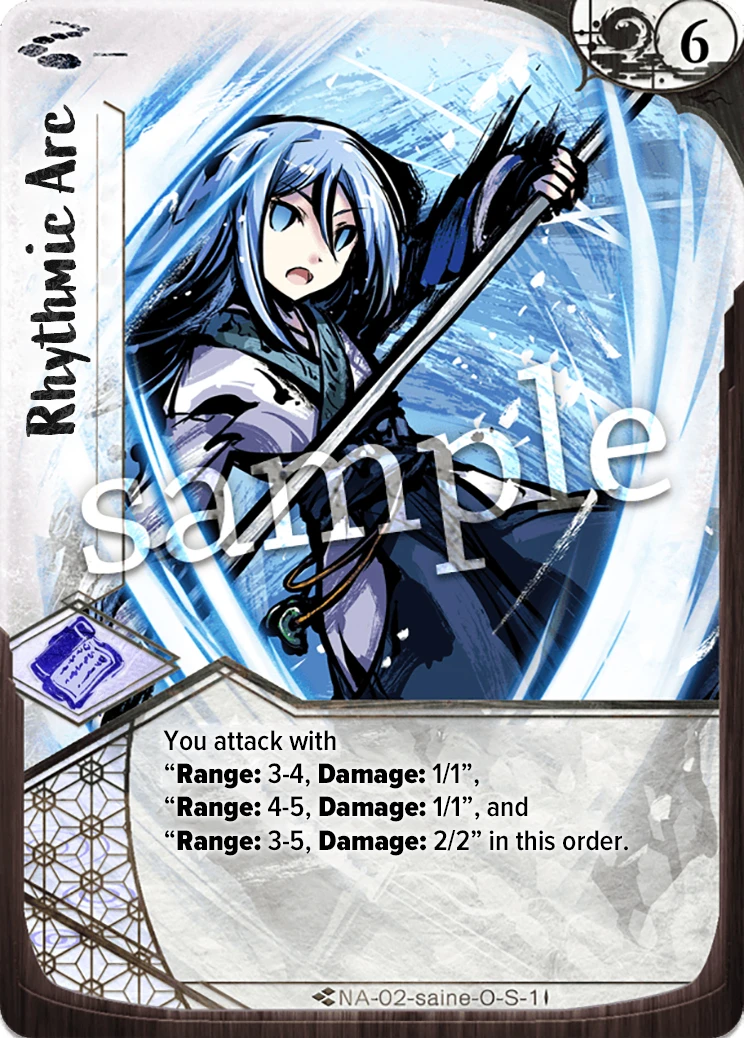 6
Rhythmic Arc
sample
You attack with
“Range: 3-4, Damage: 1/1”,
“Range: 4-5, Damage: 1/1”, and
“Range: 3-5, Damage: 2/2” in this order.
NA-02-saine-O-S-1